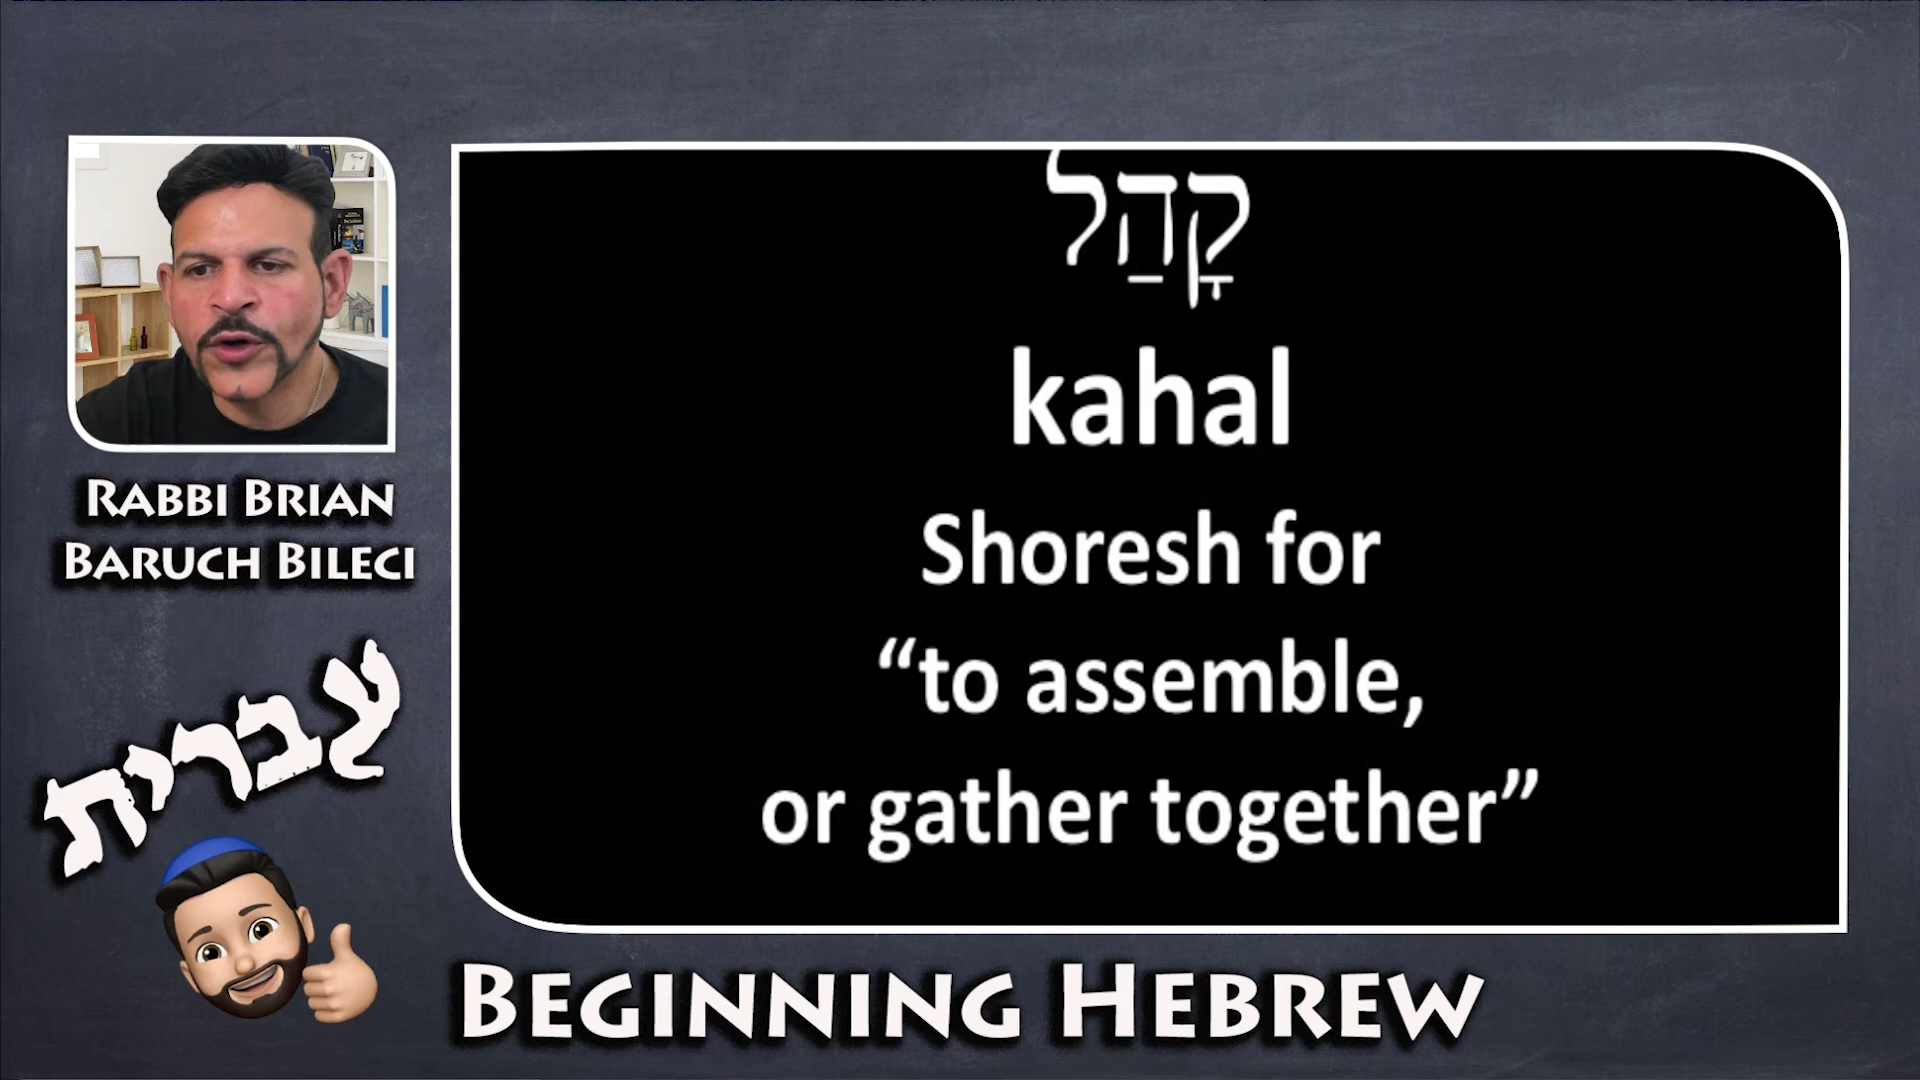 קָהַל
kahal
Shoresh for
“to assemble,
or gather together”
RABBI BRIAN
BARUCH BILECI
עברית
BEGINNING HEBREW